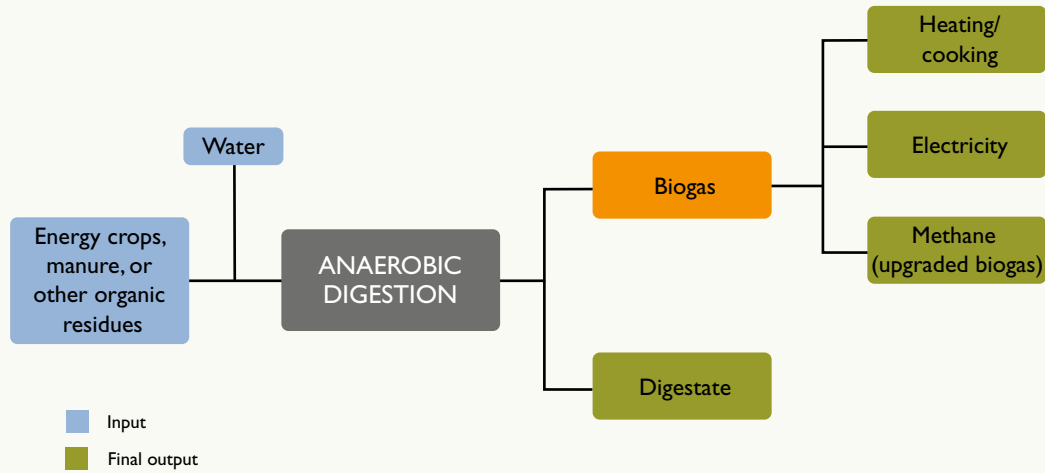 Heating/
cooking
Water
Electricity
Biogas
Energy crops,
manure, or
other organic
residues
ANAEROBIC
DIGESTION
Methane
(upgraded biogas)
Digestate
Input
Final output